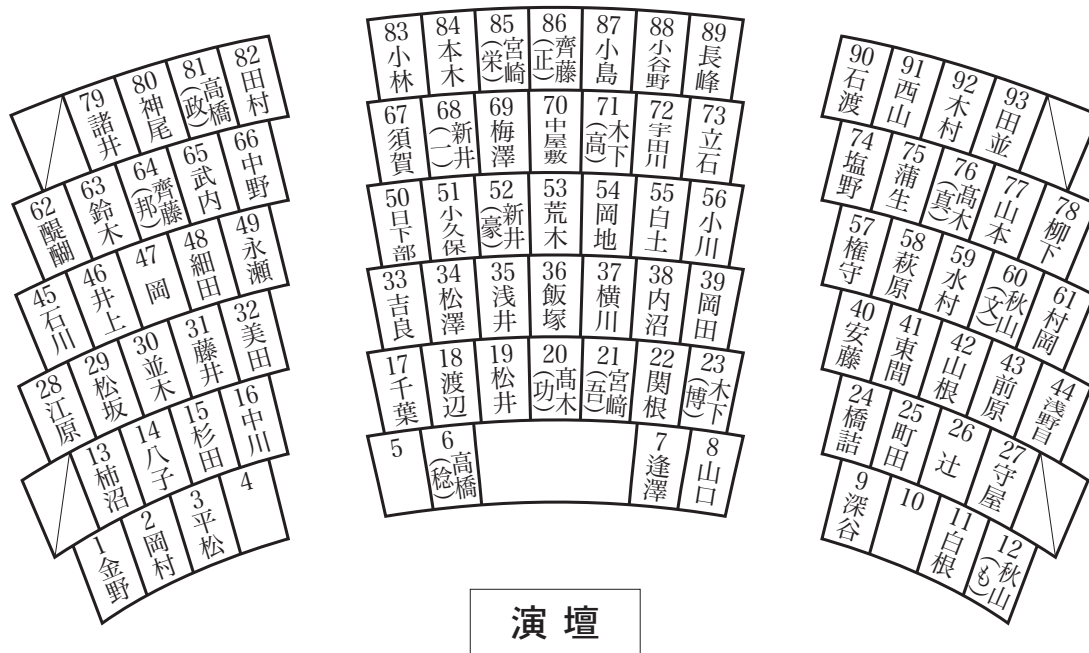 79 諸井
80 神尾
81 高橋(政)
82 田村
83 小林
84 本木
85 宮崎(栄)
86 齊藤(正)
87 小島
88 小谷野
89 長峰
90 石渡
91 西山
92 木村
93 田並
62 醍醐
63 鈴木
64 齊藤(邦)
65 武内
66 中野
67 須賀
68 新井(一)
69 梅澤
70 中屋敷
71 木下(高)
72 宇田川
73 立石
74 塩野
75 蒲生
76 髙木(真)
77 山本
78 柳下
45 石川
46 井上
47 岡
48 細田
49 永瀬
50 日下部
51 小久保
52 新井(豪)
53 荒木
54 岡地
55 白土
56 小川
57 権守
58 萩原
59 水村
60 秋山(文)
61 村岡
28 江原
29 松坂
30 並木
31 藤井
32 美田
33 吉良
34 松澤
35 浅井
36 飯塚
37 横川
38 内沼
39 岡田
40 安藤
41 東間
42 山根
43 前原
44 浅野目
13 柿沼
14 八子
15 杉田
16 中川
17 千葉
18 渡辺
19 松井
20 髙木(功)
21 宮﨑(吾)
22 関根
23 木下(博)
24 橋詰
25 町田
26 辻
27 守屋
1 金野
2 岡村
3 平松
4
5
6 高橋(稔)
7 逢澤
8 山口
9 深谷
10
11 白根
12 秋山(も)
演壇